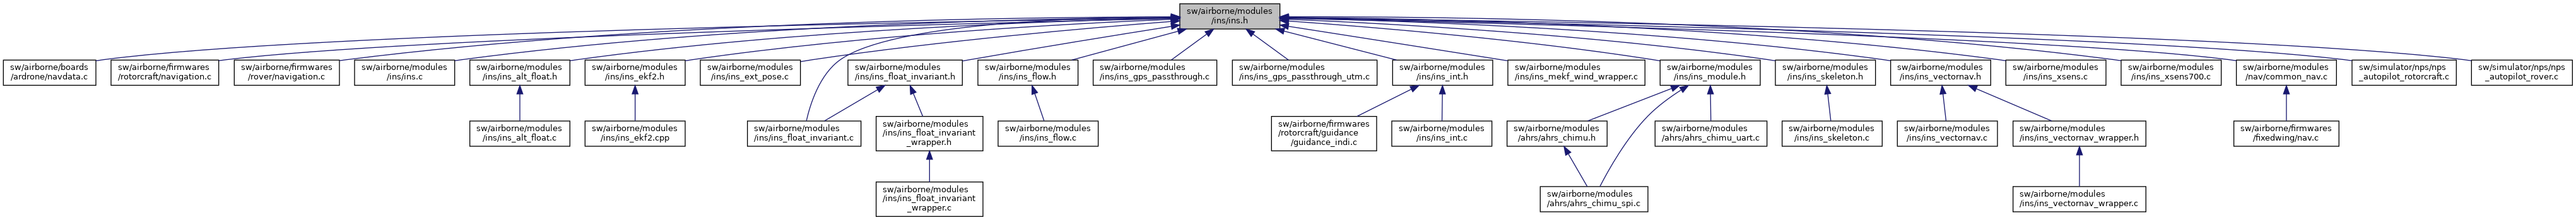 sw/airborne/modules
/ins/ins.h
sw/airborne/boards
/ardrone/navdata.c
sw/airborne/firmwares
/rotorcraft/navigation.c
sw/airborne/firmwares
/rover/navigation.c
sw/airborne/modules
/ins/ins.c
sw/airborne/modules
/ins/ins_alt_float.h
sw/airborne/modules
/ins/ins_ekf2.h
sw/airborne/modules
/ins/ins_ext_pose.c
sw/airborne/modules
/ins/ins_float_invariant.h
sw/airborne/modules
/ins/ins_flow.h
sw/airborne/modules
/ins/ins_gps_passthrough.c
sw/airborne/modules
/ins/ins_gps_passthrough_utm.c
sw/airborne/modules
/ins/ins_int.h
sw/airborne/modules
/ins/ins_mekf_wind_wrapper.c
sw/airborne/modules
/ins/ins_module.h
sw/airborne/modules
/ins/ins_skeleton.h
sw/airborne/modules
/ins/ins_vectornav.h
sw/airborne/modules
/ins/ins_xsens.c
sw/airborne/modules
/ins/ins_xsens700.c
sw/airborne/modules
/nav/common_nav.c
sw/simulator/nps/nps
_autopilot_rotorcraft.c
sw/simulator/nps/nps
_autopilot_rover.c
sw/airborne/modules
/ins/ins_alt_float.c
sw/airborne/modules
/ins/ins_ekf2.cpp
sw/airborne/modules
/ins/ins_float_invariant.c
sw/airborne/modules
/ins/ins_float_invariant
_wrapper.h
sw/airborne/modules
/ins/ins_flow.c
sw/airborne/firmwares
/rotorcraft/guidance
/guidance_indi.c
sw/airborne/modules
/ins/ins_int.c
sw/airborne/modules
/ahrs/ahrs_chimu.h
sw/airborne/modules
/ahrs/ahrs_chimu_uart.c
sw/airborne/modules
/ins/ins_skeleton.c
sw/airborne/modules
/ins/ins_vectornav.c
sw/airborne/modules
/ins/ins_vectornav_wrapper.h
sw/airborne/firmwares
/fixedwing/nav.c
sw/airborne/modules
/ins/ins_float_invariant
_wrapper.c
sw/airborne/modules
/ahrs/ahrs_chimu_spi.c
sw/airborne/modules
/ins/ins_vectornav_wrapper.c